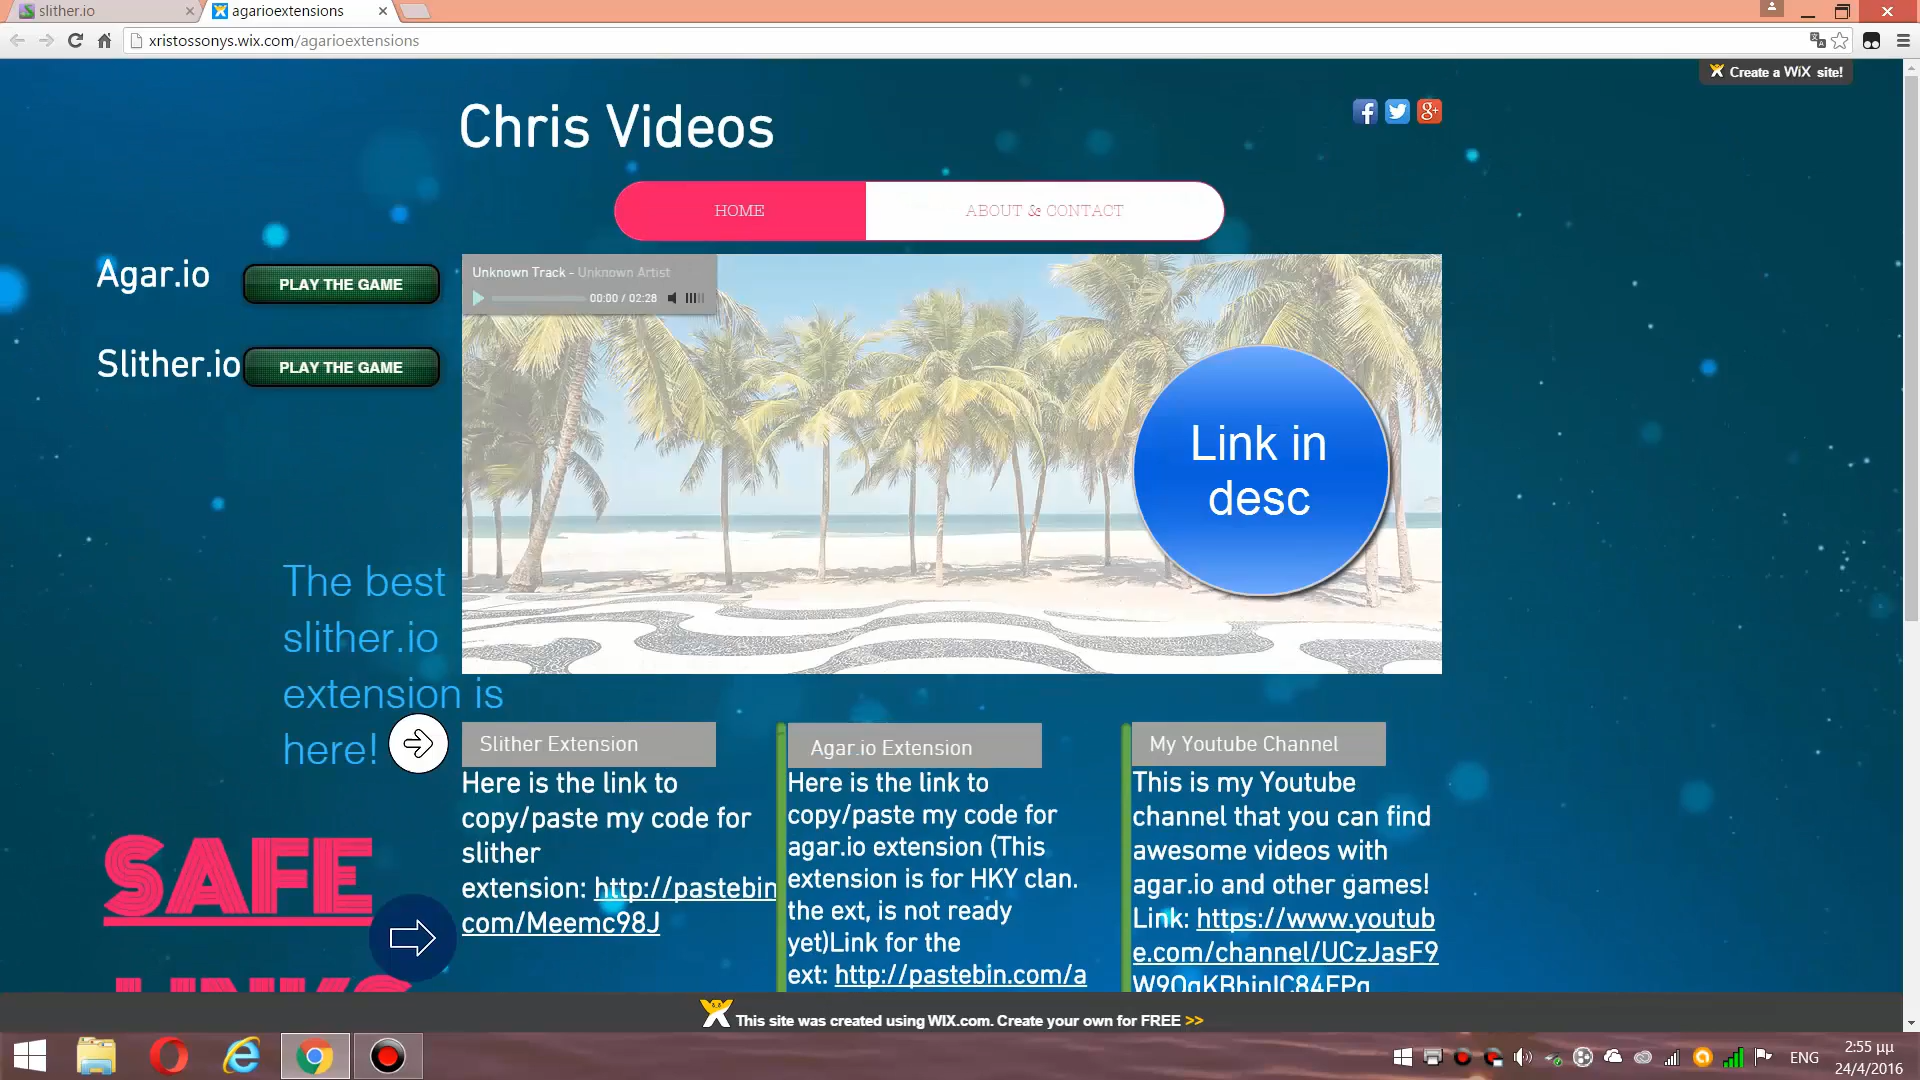 slither.io
agarioextensions
xristossonys.wix.com/agarioextensions
Create a WiX site!
Chris Videos
HOME
ABOUT & CONTACT
Agar.io
PLAY THE GAME
Slither.io
PLAY THE GAME
Unknown Track - Unknown Artist
00:00 / 02:28
Link in
desc
The best
slither.io
extension is
here!
SAFE
LINKS
Slither Extension
Here is the link to
copy/paste my code for
slither
extension: http://pastebin
com/Meemc98J
Agar.io Extension
Here is the link to
copy/paste my code for
agar.io extension (This
extension is for HKY clan.
the ext, is not ready
yet)Link for the
ext: http://pastebin.com/a
My Youtube Channel
This is my Youtube
channel that you can find
awesome videos with
agar.io and other games!
Link: https://www.youtub
e.com/channel/UCzJasF9
This site was created using WIX.com. Create your own for FREE >>
ENG
2:55 μμ
24/4/2016